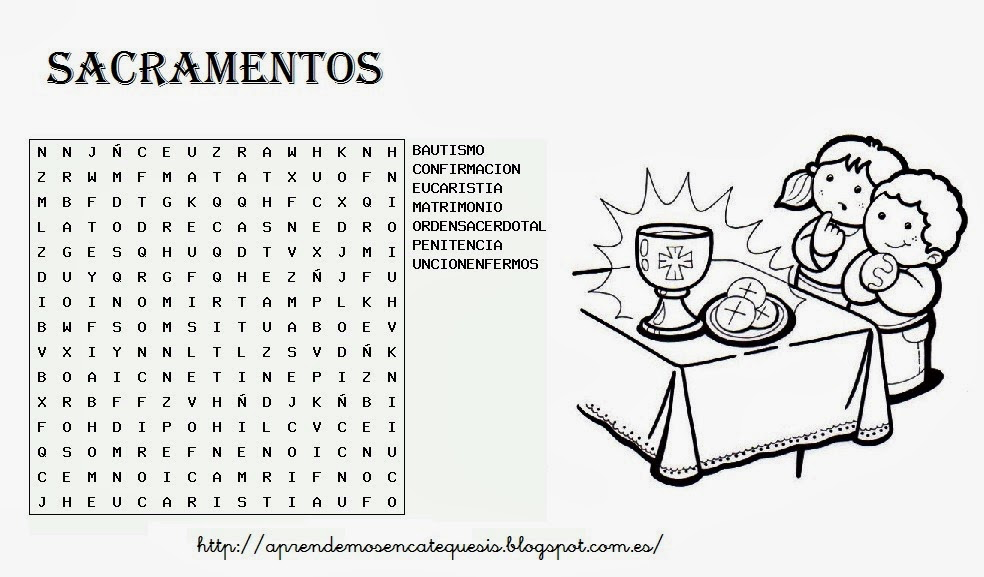 SACRAMENTOS
N N J Ñ C E U Z R A W H K N H
Z R W M F M A T A T X U O F N
M B F D T G K Q Q H F C X Q I
L A T O D R E C A S N E D R O
Z G E S Q H U Q D T V X J M I
D U Y Q R G F Q H E Z Ñ J F U
I O I N O M I R T A M P L K H
B W F S O M S I T U A B O E V
V X I Y N N L T L Z S V D Ñ K
B O A I C N E T I N E P I Z N
X R B F F Z V H Ñ D J K Ñ B I
F O H D I P O H I L C V C E I
Q S O M R E F N E N O I C N U
C E M N O I C A M R I F N O C
J H E U C A R I S T I A U F O
BAUTISMO
CONFIRMACION
EUCARISTIA
MATRIMONIO
ORDENSACERDOTAL
PENITENCIA
UNCIONENFERMOS
http://aprendemosencatequesis.blogspot.com.es/